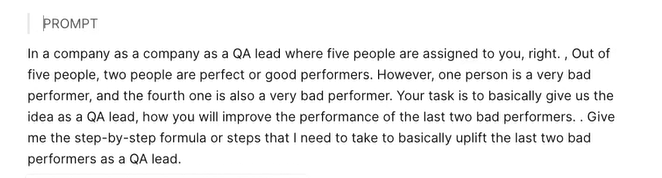 PROMPT
In a company as a company as a QA lead where five people are assigned to you, right. , Out of
five people, two people are perfect or good performers. However, one person is a very bad
performer, and the fourth one is also a very bad performer. Your task is to basically give us the
idea as a QA lead, how you will improve the performance of the last two bad performers. . Give
me the step-by-step formula or steps that I need to take to basically uplift the last two bad
performers as a QA lead.